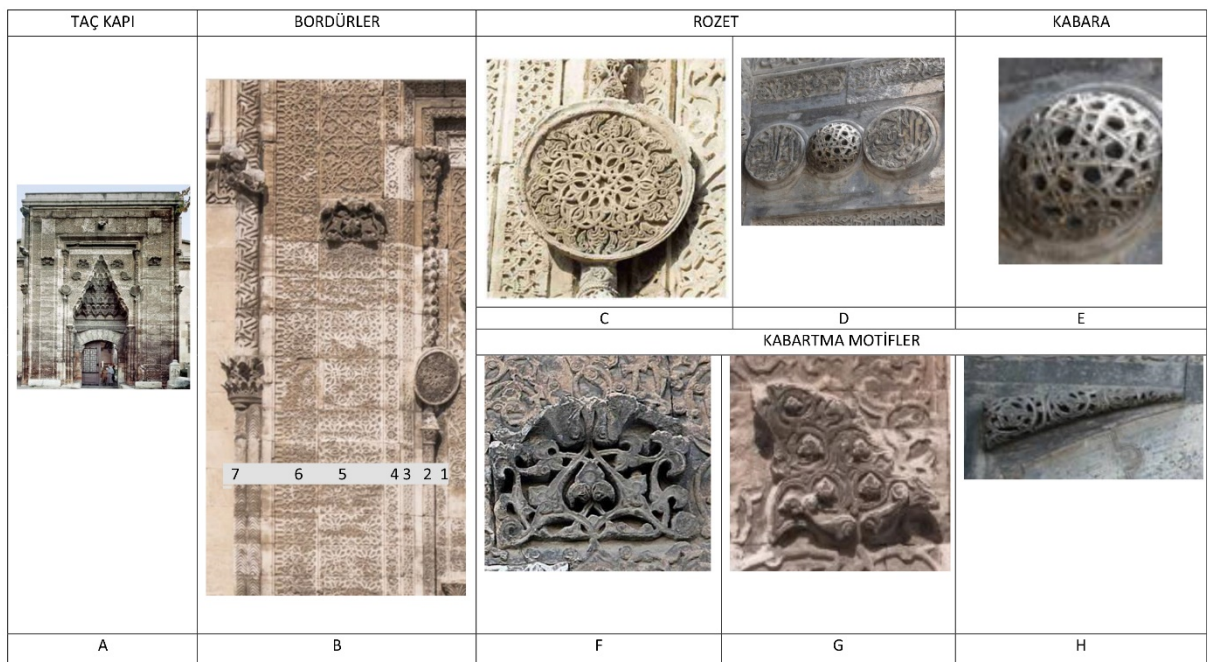 TAÇ KAPI BORDÜRLER ROZET KABARA
7 6 5 4 3 2 1
C D E
KABARTMA MOTİFLER
A B F G H